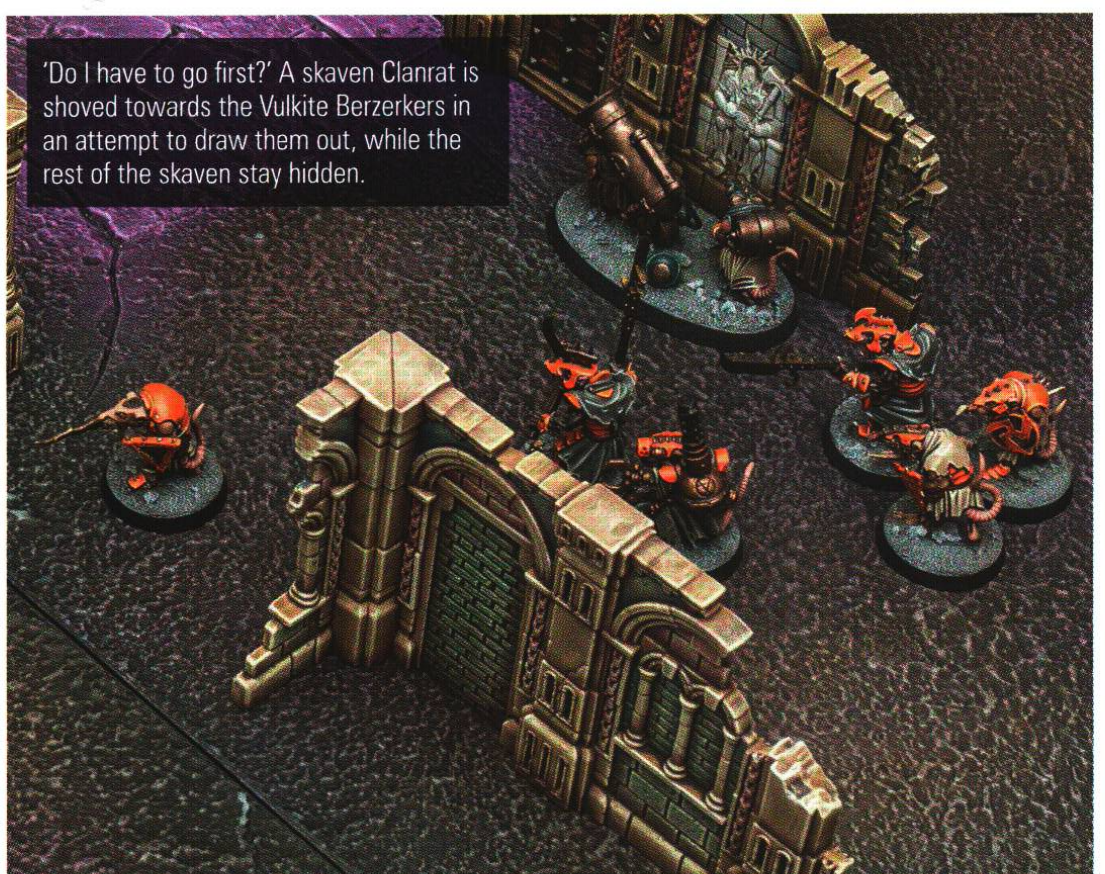 'Do I have to go first?' A skaven Clanrat is
shoved towards the Vulkite Berzerkers in
an attempt to draw them out, while the
rest of the skaven stay hidden.